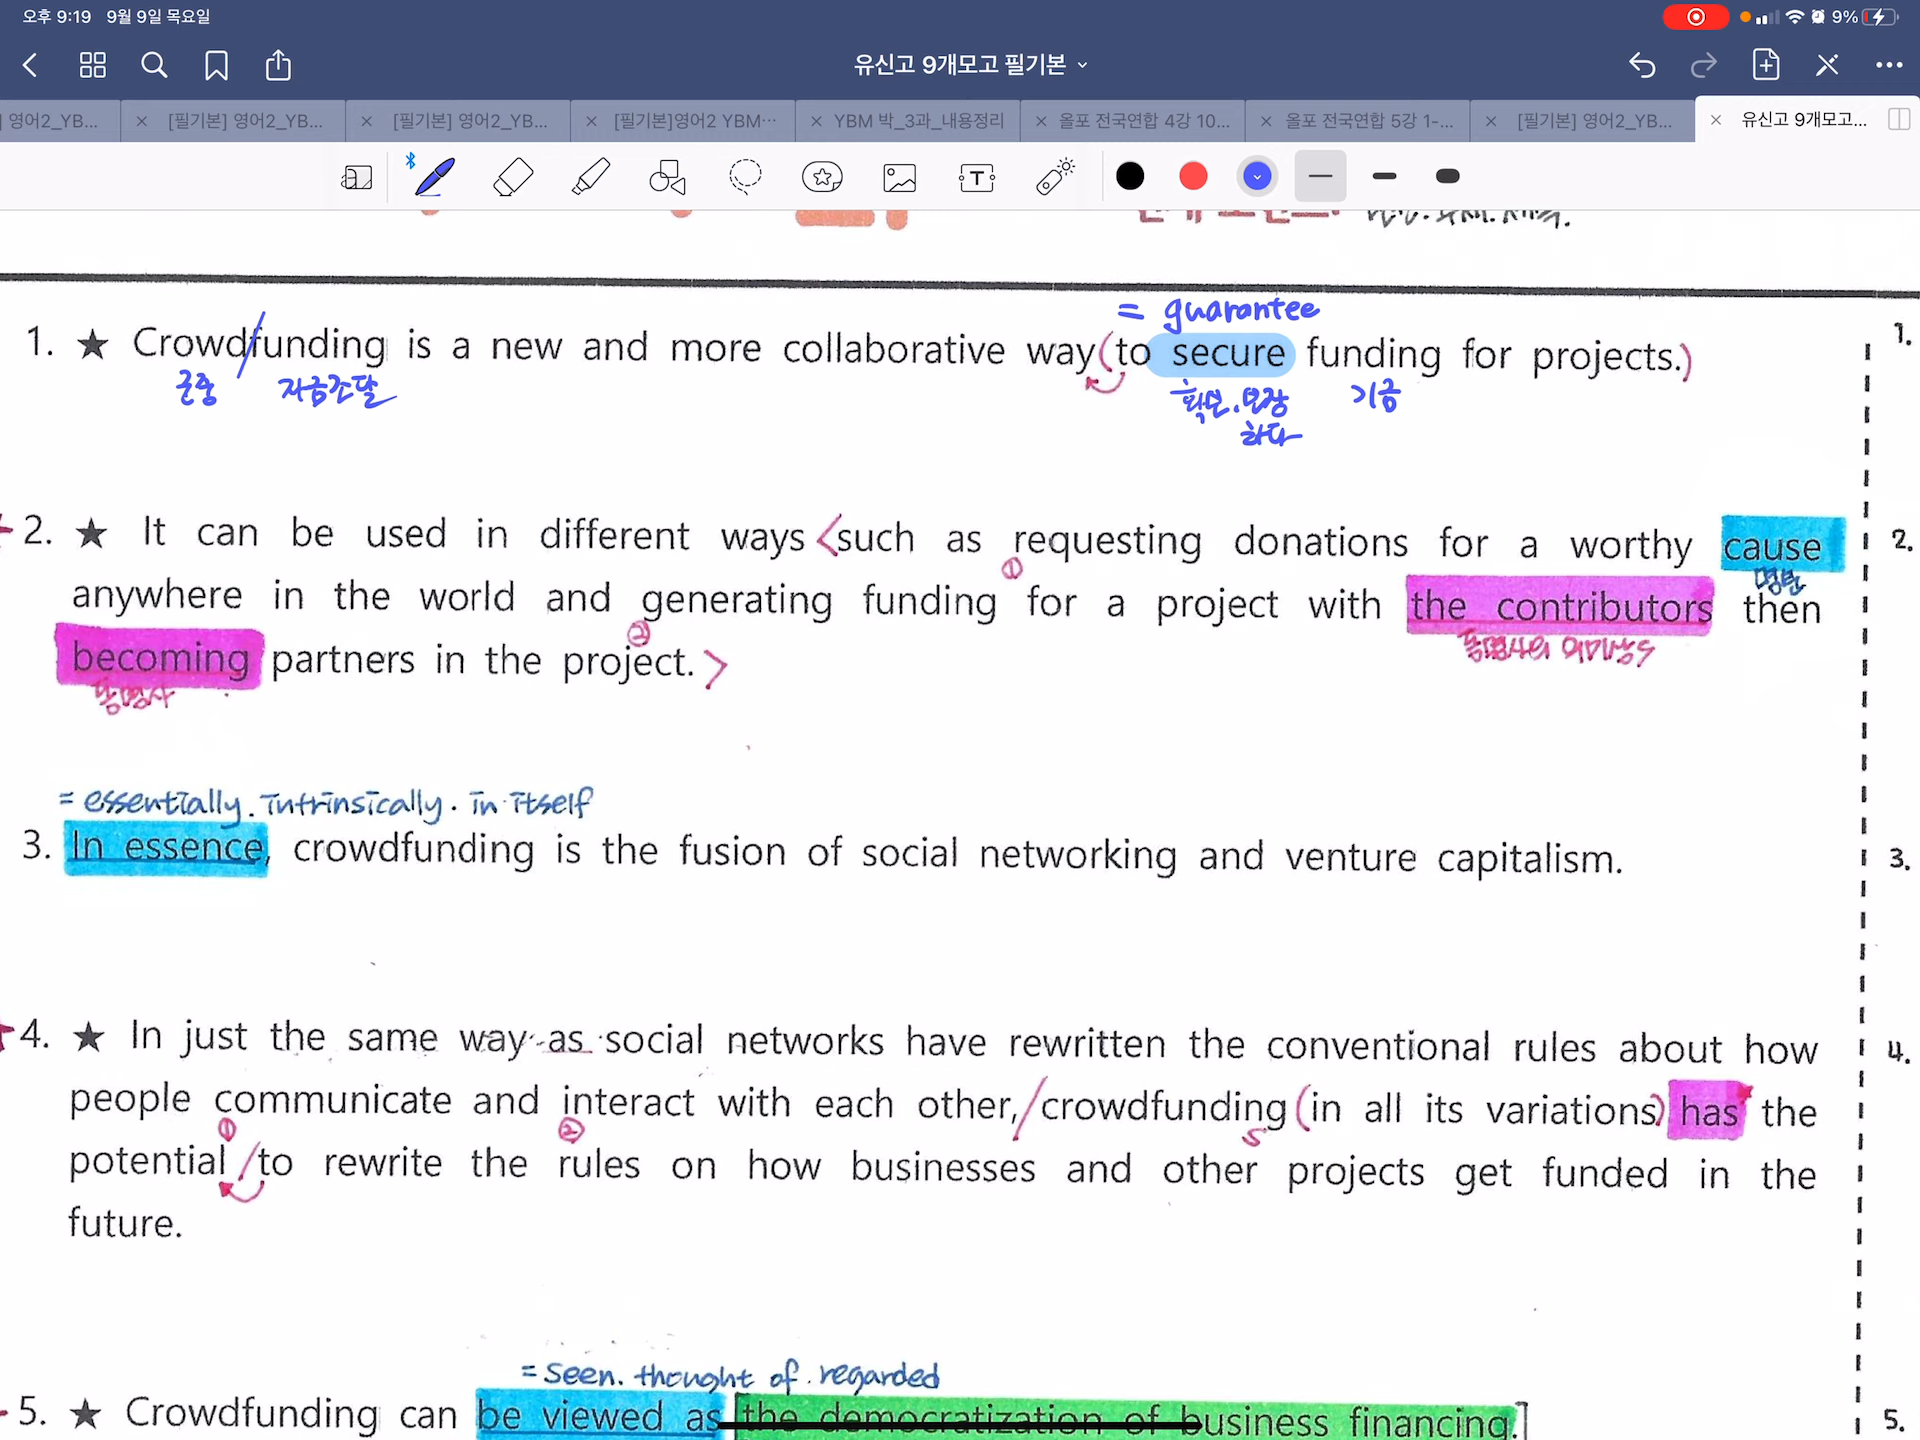 오후 9:19 9월 9일 목요일
9%
유신고 9개모고 필기본
] 영어2_YB...
× [필기본] 영어2_YB...
× [필기본] 영어2_YB...
× [필기본]영어2 YBM…
× YBM 박_3과_내용정리
× 올포 전국연합 4강 10...
× 올포 전국연합 5강 1-...
× [필기본] 영어2_YB...
× 유신고 9개모고...
= guarantee
1. ★ Crowdfunding is a new and more collaborative way (to secure funding for projects.)
1.
군중 자금조달 확보.보장 기금
하다
2. ★ It can be used in different ways <such as requesting donations for a worthy cause
2.
① 명분
anywhere in the world and generating funding for a project with the contributors then
② 동명사의 의미상S
becoming partners in the project.>
동명사
= essentially. intrinsically. in itself
3. In essence, crowdfunding is the fusion of social networking and venture capitalism.
3.
4. ★ In just the same way as social networks have rewritten the conventional rules about how
4.
people communicate and interact with each other,/crowdfunding (in all its variations) has the
① ② S
potential /to rewrite the rules on how businesses and other projects get funded in the
future.
= seen. thought of. regarded
5. ★ Crowdfunding can be viewed as [the democratization of business financing.]
5.